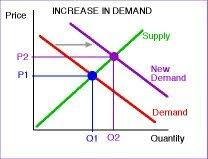 Price
INCREASE IN DEMAND
Supply
P2
New
Demand
P1
Demand
Q1
Q2
Quantity